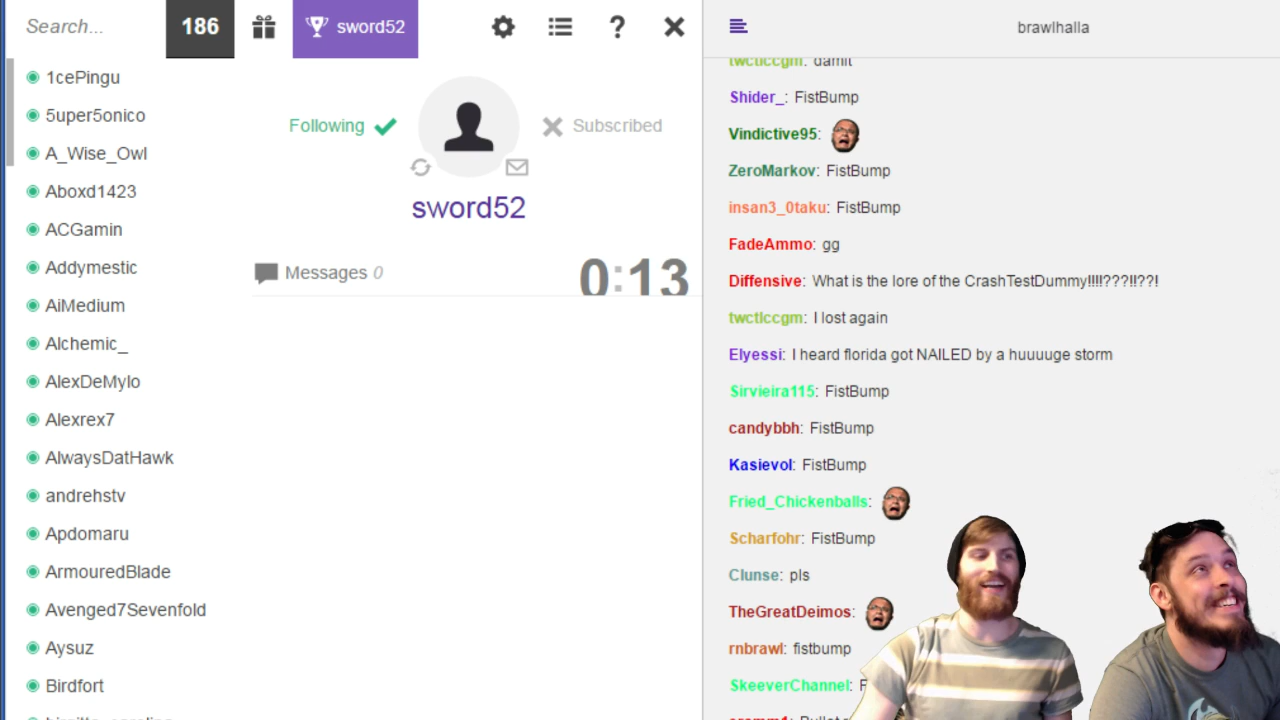 Search...
186
sword52
?
1cePingu
5uper5onico
A_Wise_Owl
Aboxd1423
ACGamin
Addymestic
AiMedium
Alchemic_
AlexDeMylo
Alexrex7
AlwaysDatHawk
andrehstv
Apdomaru
ArmouredBlade
Avenged7Sevenfold
Aysuz
Birdfort
Following
Subscribed
sword52
Messages 0
0:13
brawlhalla
twctlccgm: damit
Shider_: FistBump
Vindictive95:
ZeroMarkov: FistBump
insan3_0taku: FistBump
FadeAmmo: gg
Diffensive: What is the lore of the CrashTestDummy!!!!???!!??!
twctlccgm: I lost again
Elyessi: I heard florida got NAILED by a huuuuge storm
Sirvieira115: FistBump
candybbh: FistBump
Kasievol: FistBump
Fried_Chickenballs:
Scharfohr: FistBump
Clunse: pls
TheGreatDeimos:
rnbrawl: fistbump
SkeeverChannel: F